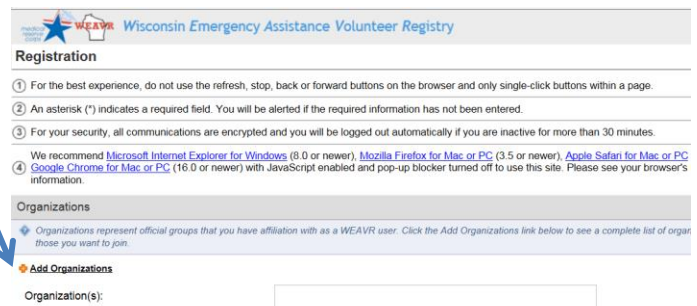 medical
reserve
corps
WEAVR Wisconsin Emergency Assistance Volunteer Registry
Registration
1 For the best experience, do not use the refresh, stop, back or forward buttons on the browser and only single-click buttons within a page.
2 An asterisk (*) indicates a required field. You will be alerted if the required information has not been entered.
3 For your security, all communications are encrypted and you will be logged out automatically if you are inactive for more than 30 minutes.
We recommend Microsoft Internet Explorer for Windows (8.0 or newer), Mozilla Firefox for Mac or PC (3.5 or newer), Apple Safari for Mac or PC
4 Google Chrome for Mac or PC (16.0 or newer) with JavaScript enabled and pop-up blocker turned off to use this site. Please see your browser's
information.
Organizations
Organizations represent official groups that you have affiliation with as a WEAVR user. Click the Add Organizations link below to see a complete list of organ
those you want to join.
Add Organizations
Organization(s):